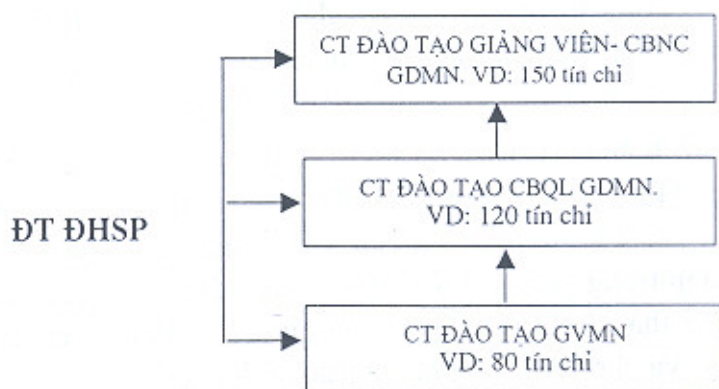 CT ĐÀO TẠO GIẢNG VIÊN- CBNC
GDMN. VD: 150 tín chỉ
CT ĐÀO TẠO CBQL GDMN.
VD: 120 tín chỉ
ĐT ĐHSP
CT ĐÀO TẠO GVMN
VD: 80 tín chỉ